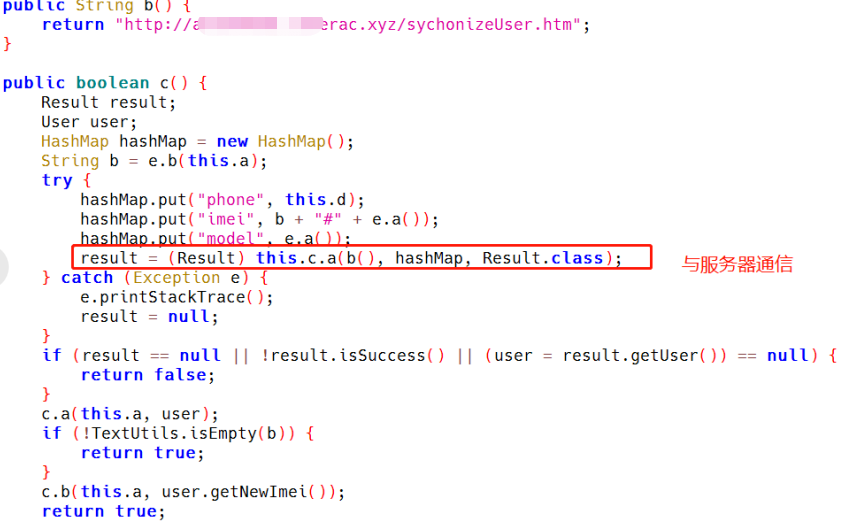 public String b() {
return "http://a erac.xyz/sychonizeUser.htm";
}
public boolean c() {
Result result;
User user;
HashMap hashMap = new HashMap();
String b = e.b(this.a);
try {
hashMap.put("phone", this.d);
hashMap.put("imei", b + "#" + e.a());
hashMap.put("model", e.a());
result = (Result) this.c.a(b(), hashMap, Result.class);
与服务器通信
} catch (Exception e) {
e.printStackTrace();
result = null;
}
if (result == null || !result.isSuccess() || (user = result.getUser()) == null) {
return false;
}
c.a(this.a, user);
if (!TextUtils.isEmpty(b)) {
return true;
}
c.b(this.a, user.getNewImei());
return true;